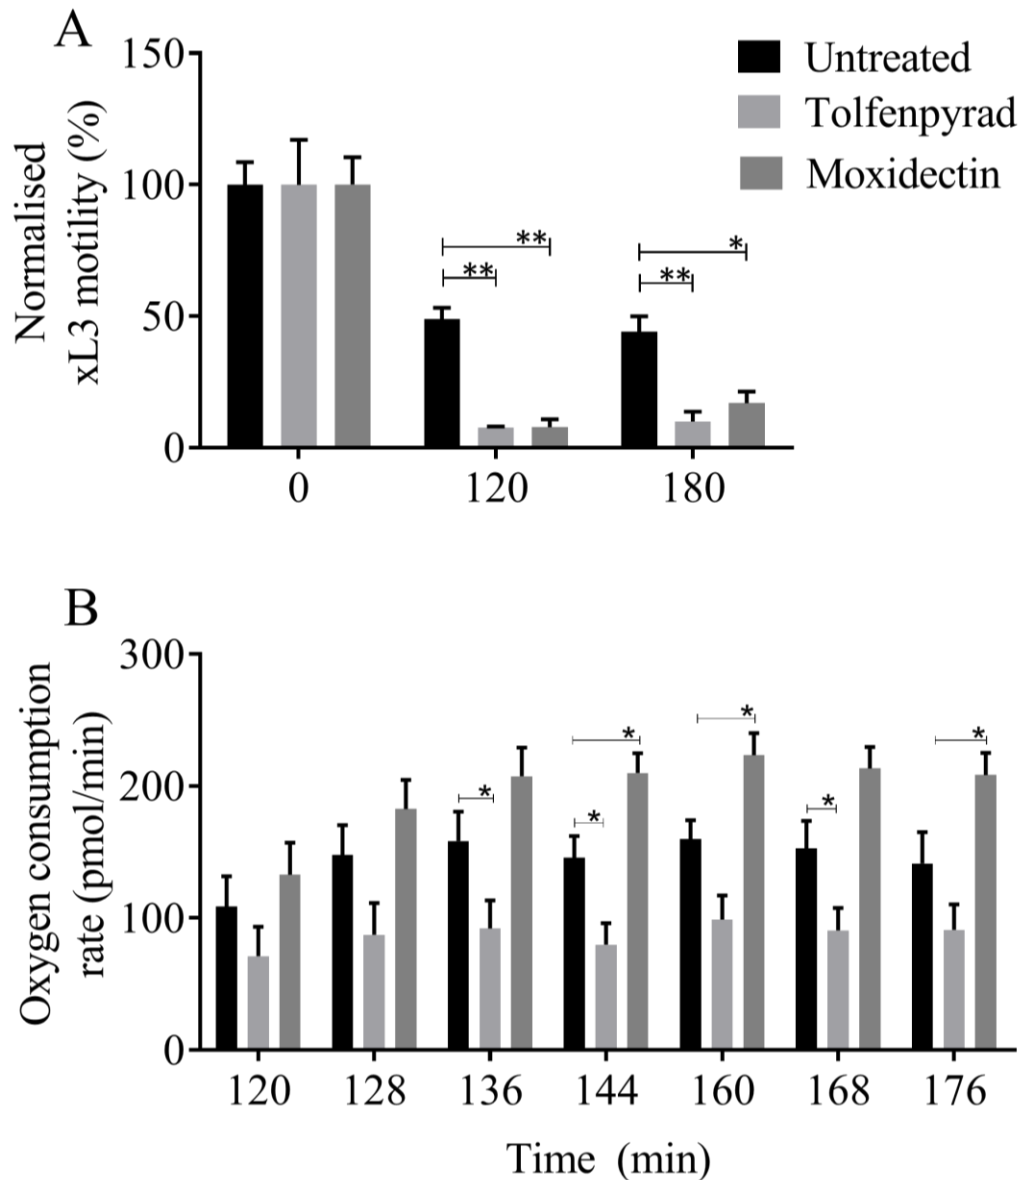 A
150
100
50
0
Normalised
xL3 motility (%)
Untreated
Tolfenpyrad
Moxidectin
** **
** *
0 120 180
B
300
200
100
0
Oxygen consumption
rate (pmol/min)
* * * * * *
120 128 136 144 160 168 176
Time (min)